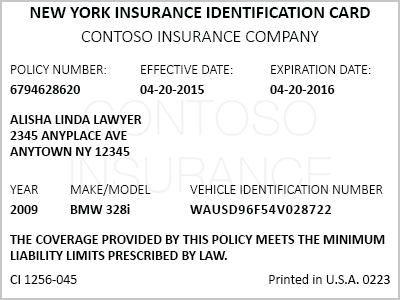 NEW YORK INSURANCE IDENTIFICATION CARD
CONTOSO INSURANCE COMPANY
POLICY NUMBER: EFFECTIVE DATE: EXPIRATION DATE:
6794628620 04-20-2015 04-20-2016
ALISHA LINDA LAWYER
2345 ANYPLACE AVE
ANYTOWN NY 12345
CONTOSO
INSURANCE
YEAR MAKE/MODEL VEHICLE IDENTIFICATION NUMBER
2009 BMW 328i WAUSD96F54V028722
THE COVERAGE PROVIDED BY THIS POLICY MEETS THE MINIMUM
LIABILITY LIMITS PRESCRIBED BY LAW.
CI 1256-045 Printed in U.S.A. 0223